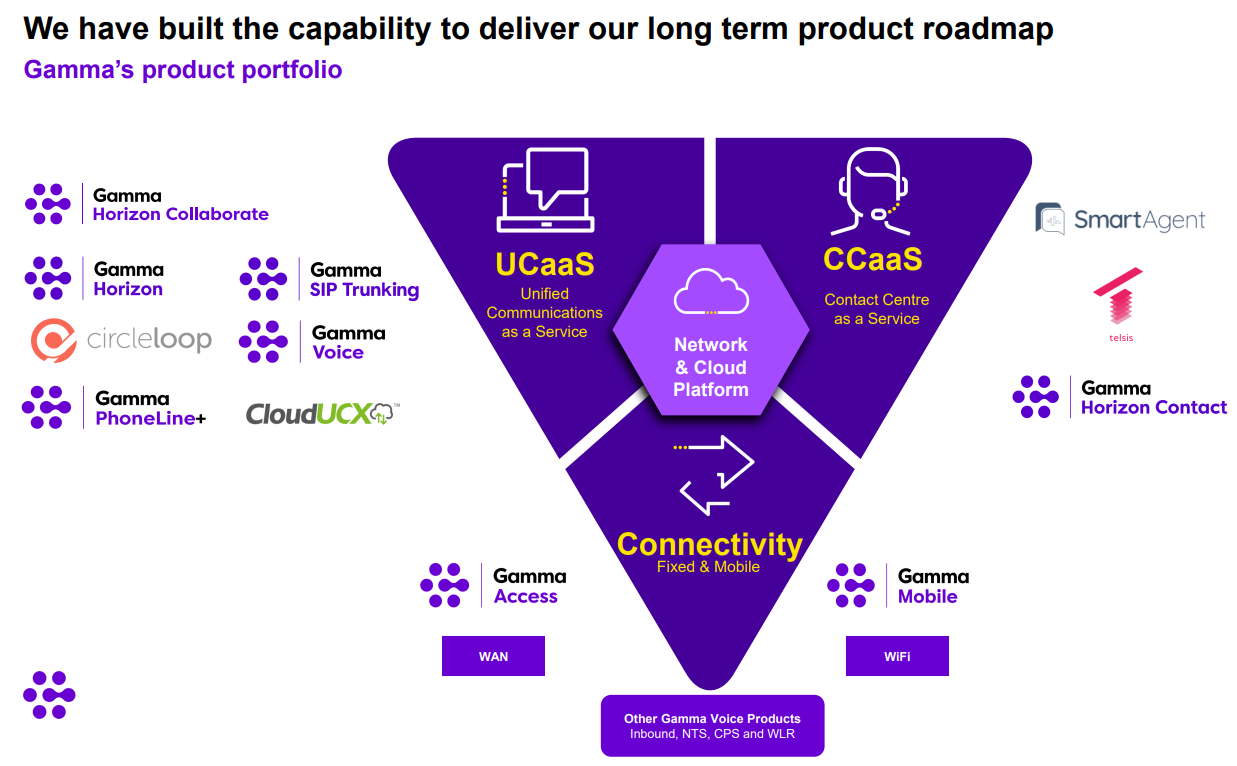 We have built the capability to deliver our long term product roadmap
Gamma’s product portfolio
Gamma
Horizon Collaborate
Gamma
Horizon
Gamma
SIP Trunking
circleloop
Gamma
Voice
Gamma
PhoneLine+
CloudUCX™
UCaaS
Unified
Communications
as a Service
CCaaS
Contact Centre
as a Service
Network
& Cloud
Platform
SmartAgent
telsis
Gamma
Horizon Contact
Connectivity
Fixed & Mobile
Gamma
Access
WAN
Gamma
Mobile
WiFi
Other Gamma Voice Products
Inbound, NTS, CPS and WLR